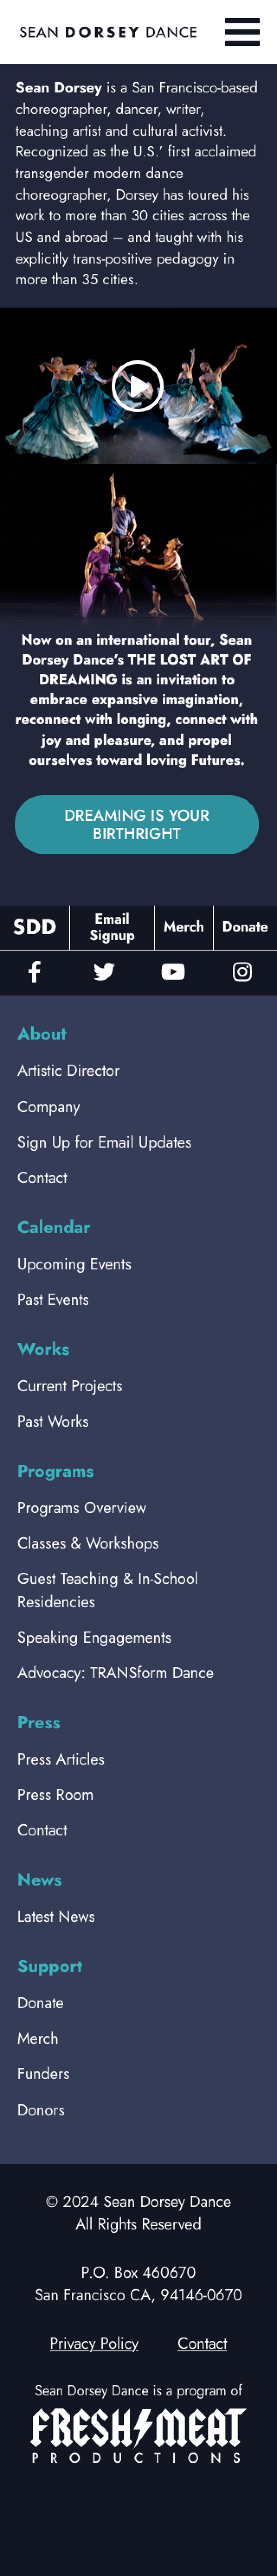 SEAN DORSEY DANCE
Sean Dorsey is a San Francisco-based
choreographer, dancer, writer,
teaching artist and cultural activist.
Recognized as the U.S.’ first acclaimed
transgender modern dance
choreographer, Dorsey has toured his
work to more than 30 cities across the
US and abroad – and taught with his
explicitly trans-positive pedagogy in
more than 35 cities.
Now on an international tour, Sean
Dorsey Dance’s THE LOST ART OF
DREAMING is an invitation to
embrace expansive imagination,
reconnect with longing, connect with
joy and pleasure, and propel
ourselves toward loving Futures.
DREAMING IS YOUR
BIRTHRIGHT
SDD
Email
Signup
Merch
Donate
About
Artistic Director
Company
Sign Up for Email Updates
Contact
Calendar
Upcoming Events
Past Events
Works
Current Projects
Past Works
Programs
Programs Overview
Classes & Workshops
Guest Teaching & In-School
Residencies
Speaking Engagements
Advocacy: TRANSform Dance
Press
Press Articles
Press Room
Contact
News
Latest News
Support
Donate
Merch
Funders
Donors
© 2024 Sean Dorsey Dance
All Rights Reserved
P.O. Box 460670
San Francisco CA, 94146-0670
Privacy Policy Contact
Sean Dorsey Dance is a program of
FRESH MEAT
PRODUCTIONS